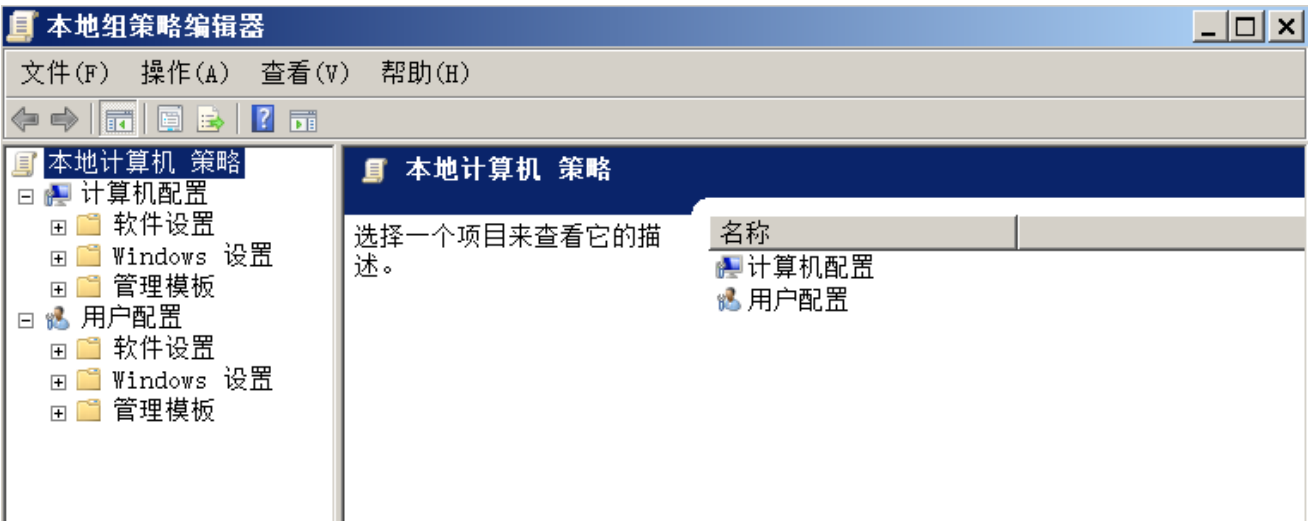 本地组策略编辑器
文件(F) 操作(A) 查看(V) 帮助(H)
本地计算机 策略
计算机配置
软件设置
Windows 设置
管理模板
用户配置
软件设置
Windows 设置
管理模板
本地计算机 策略
选择一个项目来查看它的描
述。
名称
计算机配置
用户配置